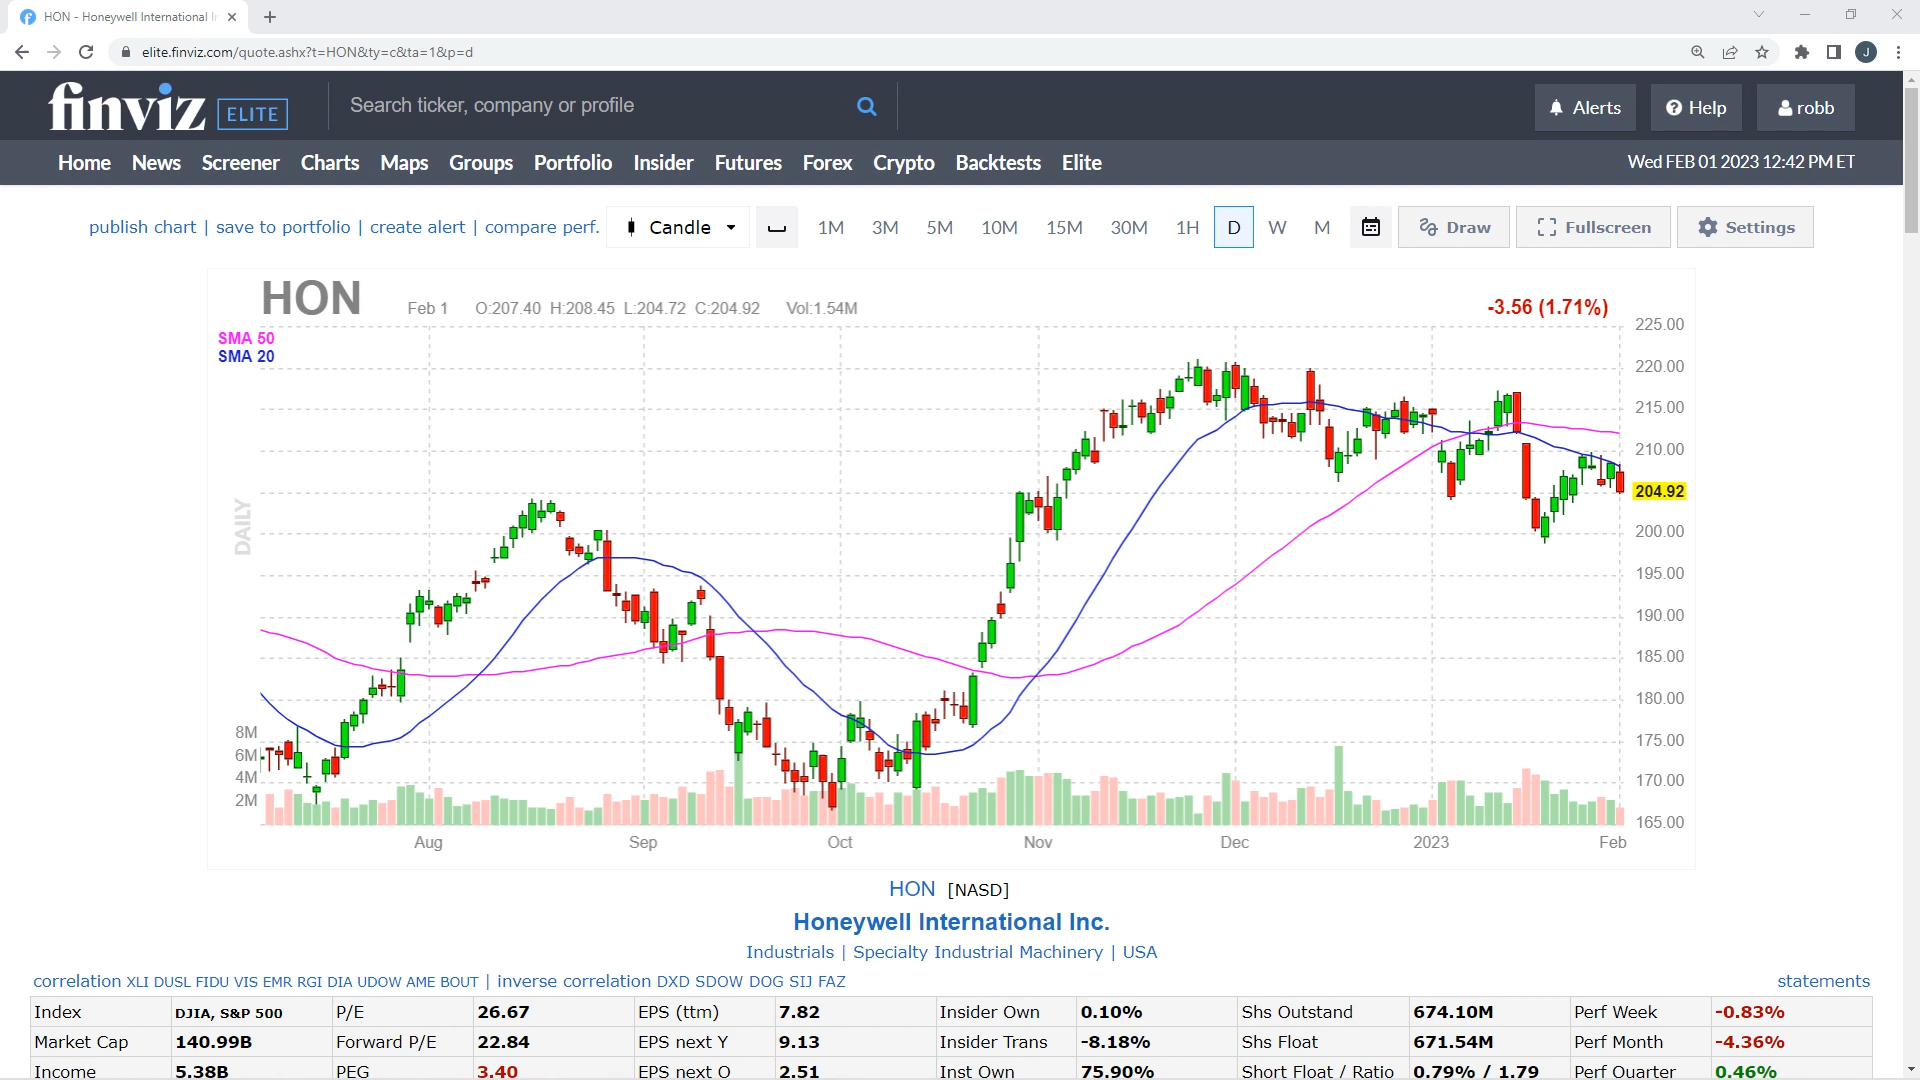 HON - Honeywell International I
elite.finviz.com/quote.ashx?t=HON&ty=c&ta=1&p=d
J
finviz ELITE
Search ticker, company or profile
Alerts Help robb
Home News Screener Charts Maps Groups Portfolio Insider Futures Forex Crypto Backtests Elite
Wed FEB 01 2023 12:42 PM ET
publish chart | save to portfolio | create alert | compare perf.
Candle 1M 3M 5M 10M 15M 30M 1H D W M Draw Fullscreen Settings
HON Feb 1 O:207.40 H:208.45 L:204.72 C:204.92 Vol:1.54M -3.56 (1.71%)
SMA 50
SMA 20
225.00
220.00
215.00
210.00
204.92
200.00
195.00
190.00
185.00
180.00
175.00
170.00
165.00
DAILY
8M
6M
4M
2M
Aug Sep Oct Nov Dec 2023 Feb
HON [NASD]
Honeywell International Inc.
Industrials | Specialty Industrial Machinery | USA
correlation XLI DUSL FIDU VIS EMR RGI DIA UDOW AME BOUT | inverse correlation DXD SDOW DOG SIJ FAZ statements
Index DJIA, S&P 500 P/E 26.67 EPS (ttm) 7.82 Insider Own 0.10% Shs Outstand 674.10M Perf Week -0.83%
Market Cap 140.99B Forward P/E 22.84 EPS next Y 9.13 Insider Trans -8.18% Shs Float 671.54M Perf Month -4.36%
Income 5.38B PEG 3.40 EPS next Q 2.51 Inst Own 75.90% Short Float / Ratio 0.79% / 1.79 Perf Quarter 0.46%